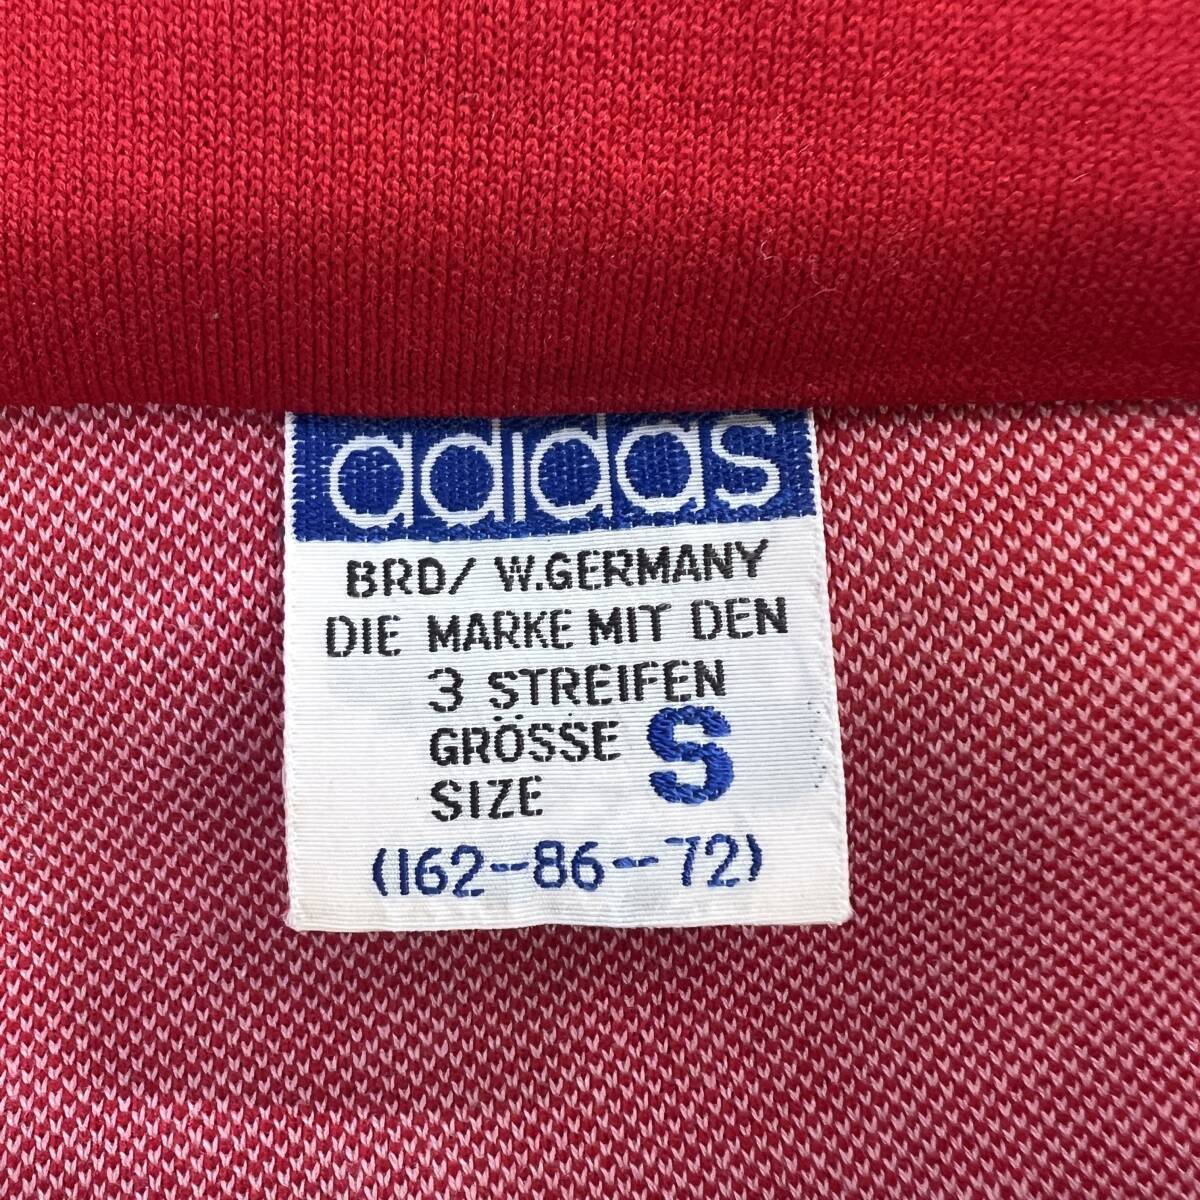 adidas
BRD/ W.GERMANY
DIE MARKE MIT DEN
3 STREIFEN
GRÖSSE S
SIZE
(162--86--72)